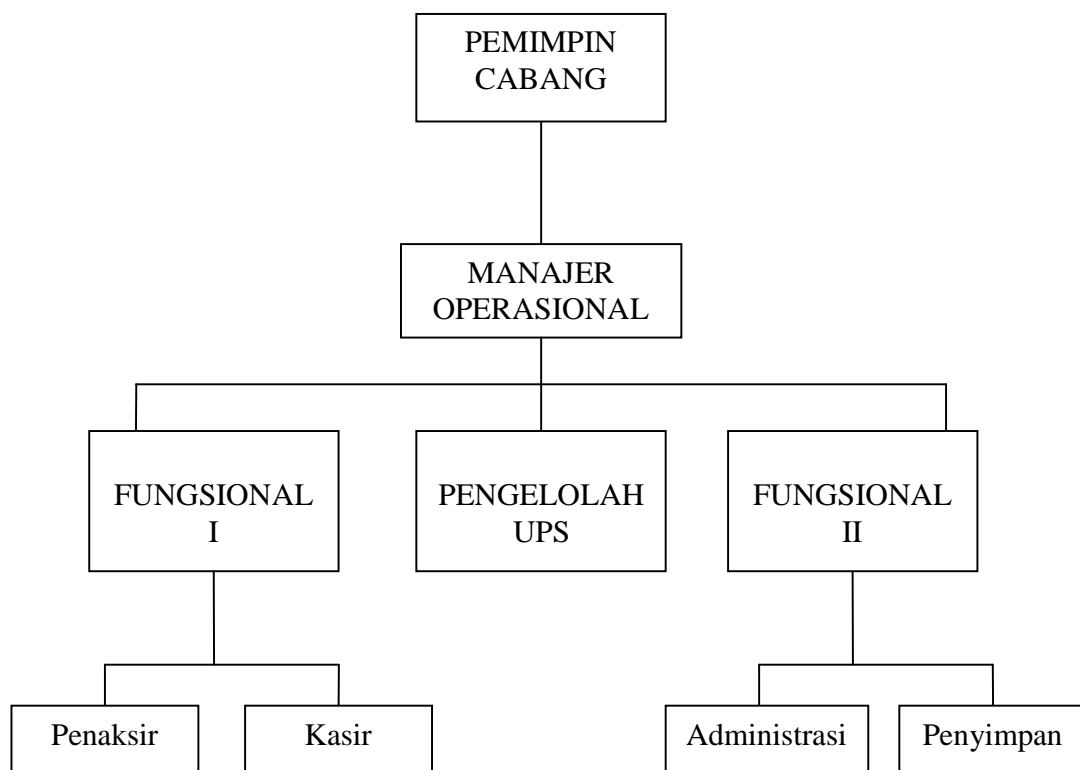 PEMIMPIN
CABANG
MANAJER
OPERASIONAL
FUNGSIONAL
I
PENGELOLAH
UPS
FUNGSIONAL
II
Penaksir
Kasir
Administrasi
Penyimpan